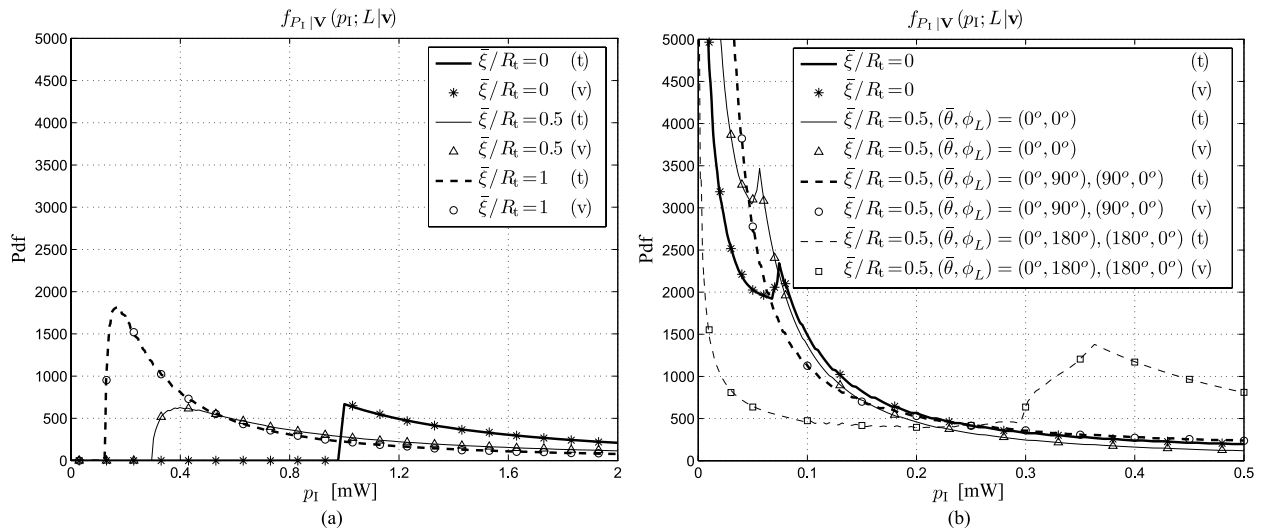 f_{P_I|V}(p_I; L|v)
Pdf
5000
4500
4000
3500
3000
2500
2000
1500
1000
500
0
ξ̄/R_t=0 (t)
ξ̄/R_t=0 (v)
ξ̄/R_t=0.5 (t)
ξ̄/R_t=0.5 (v)
ξ̄/R_t=1 (t)
ξ̄/R_t=1 (v)
0 0.4 0.8 1.2 1.6 2
p_I [mW]
(a)
f_{P_I|V}(p_I; L|v)
Pdf
5000
4500
4000
3500
3000
2500
2000
1500
1000
500
0
ξ̄/R_t=0 (t)
ξ̄/R_t=0 (v)
ξ̄/R_t=0.5, (θ̄, ϕ_L) = (0°, 0°) (t)
ξ̄/R_t=0.5, (θ̄, ϕ_L) = (0°, 0°) (v)
ξ̄/R_t=0.5, (θ̄, ϕ_L) = (0°, 90°), (90°, 0°) (t)
ξ̄/R_t=0.5, (θ̄, ϕ_L) = (0°, 90°), (90°, 0°) (v)
ξ̄/R_t=0.5, (θ̄, ϕ_L) = (0°, 180°), (180°, 0°) (t)
ξ̄/R_t=0.5, (θ̄, ϕ_L) = (0°, 180°), (180°, 0°) (v)
0 0.1 0.2 0.3 0.4 0.5
p_I [mW]
(b)